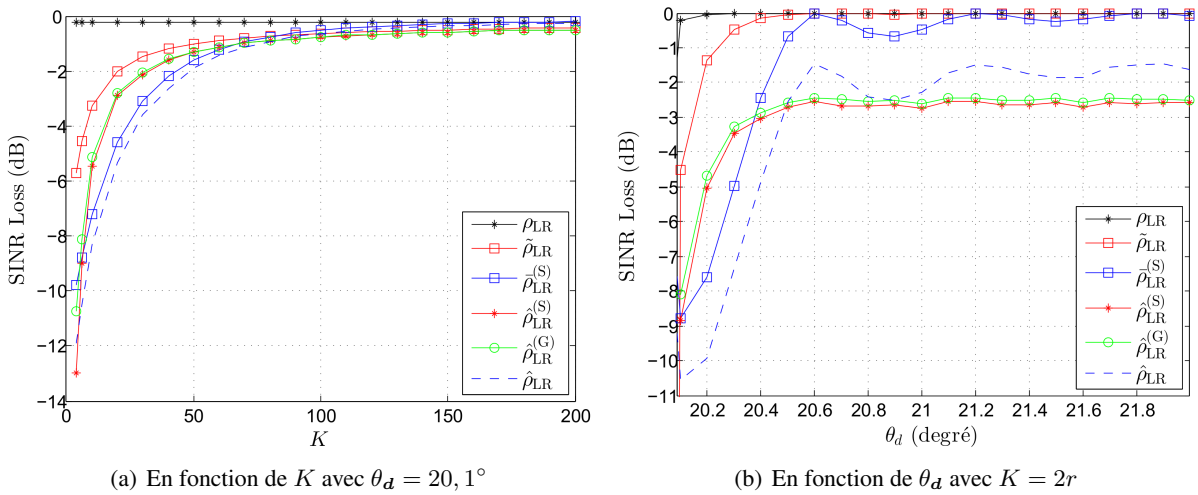 SINR Loss (dB)
0
−2
−4
−6
−8
−10
−12
−14
0 50 100 150 200
K
ρ_LR
ρ̃_LR
ρ̄_LR^(S)
ρ̂_LR^(S)
ρ̂_LR^(G)
ρ̂_LR
(a) En fonction de K avec θ_d = 20, 1°
SINR Loss (dB)
0
−1
−2
−3
−4
−5
−6
−7
−8
−9
−10
−11
20.2 20.4 20.6 20.8 21 21.2 21.4 21.6 21.8
θ_d (degré)
ρ_LR
ρ̃_LR
ρ̄_LR^(S)
ρ̂_LR^(S)
ρ̂_LR^(G)
ρ̂_LR
(b) En fonction de θ_d avec K = 2r